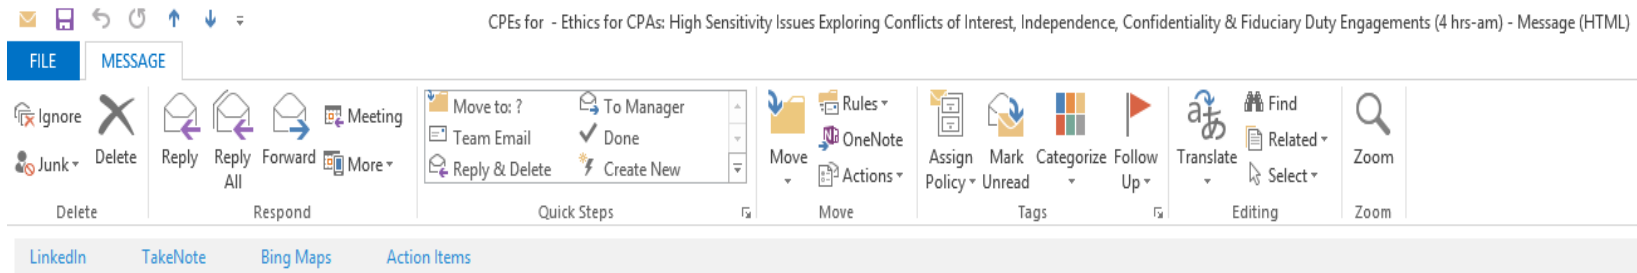 CPEs for - Ethics for CPAs: High Sensitivity Issues Exploring Conflicts of Interest, Independence, Confidentiality & Fiduciary Duty Engagements (4 hrs-am) - Message (HTML)
FILE MESSAGE
Ignore
Junk
Delete
Delete
Reply
Reply All
Forward
Meeting
More
Respond
Move to: ?
To Manager
Team Email
Done
Reply & Delete
Create New
Quick Steps
Move
Rules
OneNote
Actions
Move
Assign Policy
Mark Unread
Categorize
Follow Up
Tags
Translate
Find
Related
Select
Editing
Zoom
Zoom
LinkedIn TakeNote Bing Maps Action Items